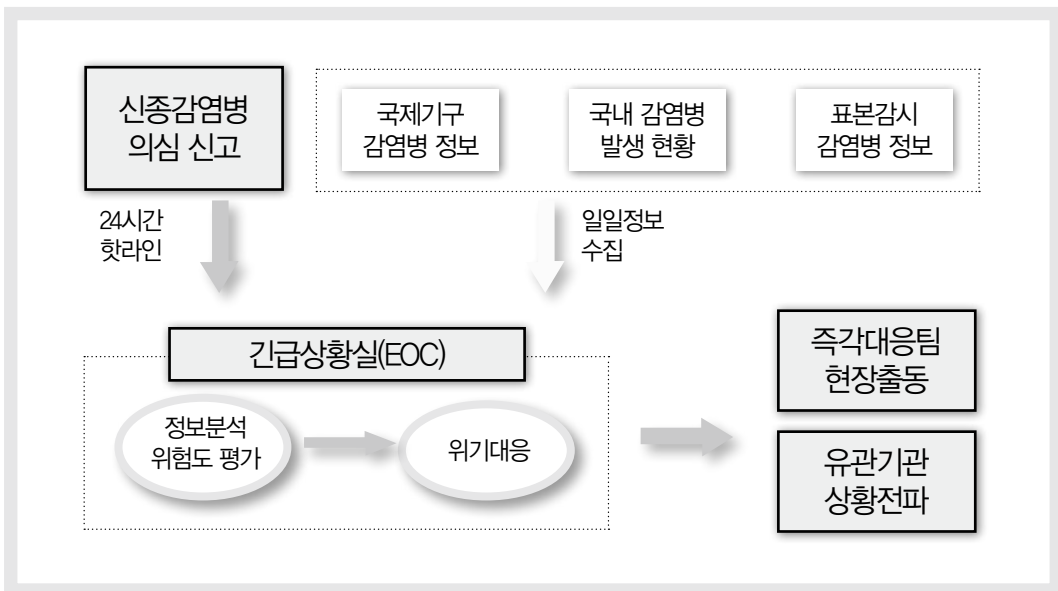 신종감염병
의심 신고
국제기구
감염병 정보
국내 감염병
발생 현황
표본감시
감염병 정보
24시간
핫라인
일일정보
수집
긴급상황실(EOC)
정보분석
위험도 평가
위기대응
즉각대응팀
현장출동
유관기관
상황전파